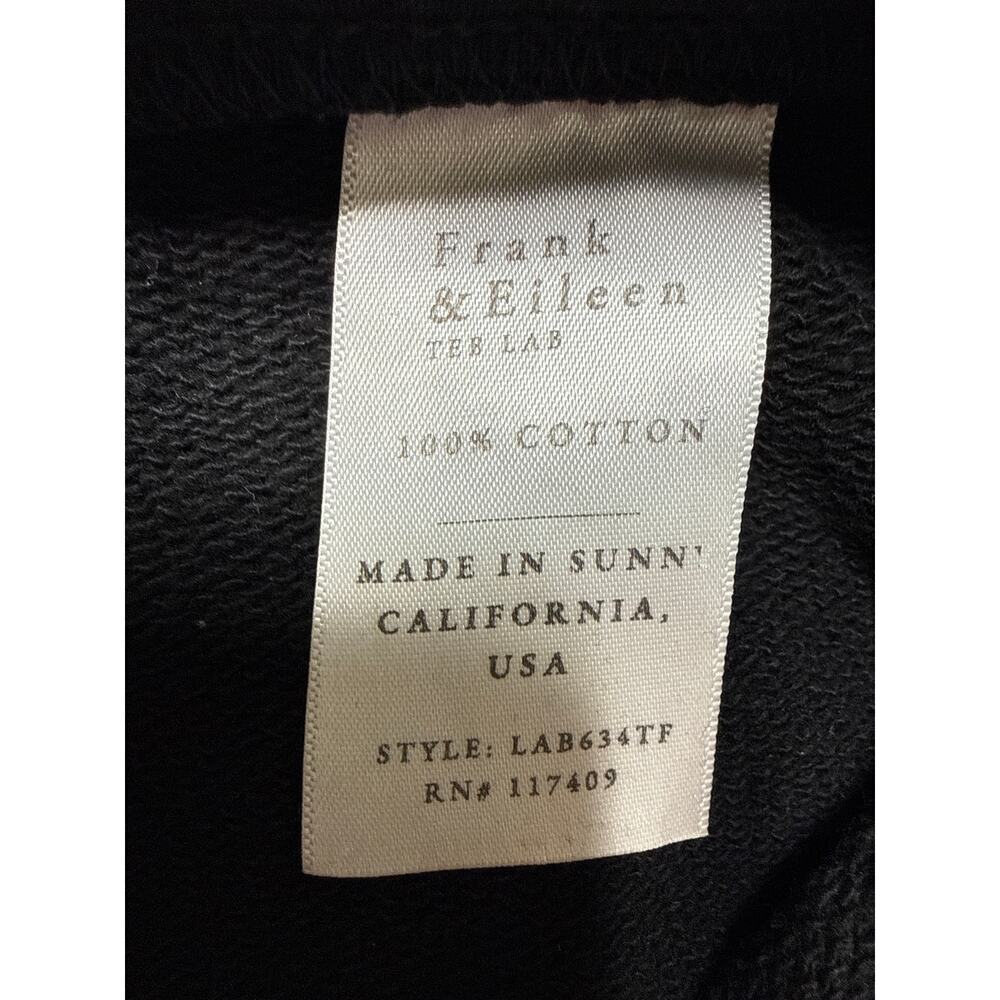 Frank
& Eileen
TEE LAB
100% COTTON
MADE IN SUNN
CALIFORNIA,
USA
STYLE: LAB634TF
RN# 117409